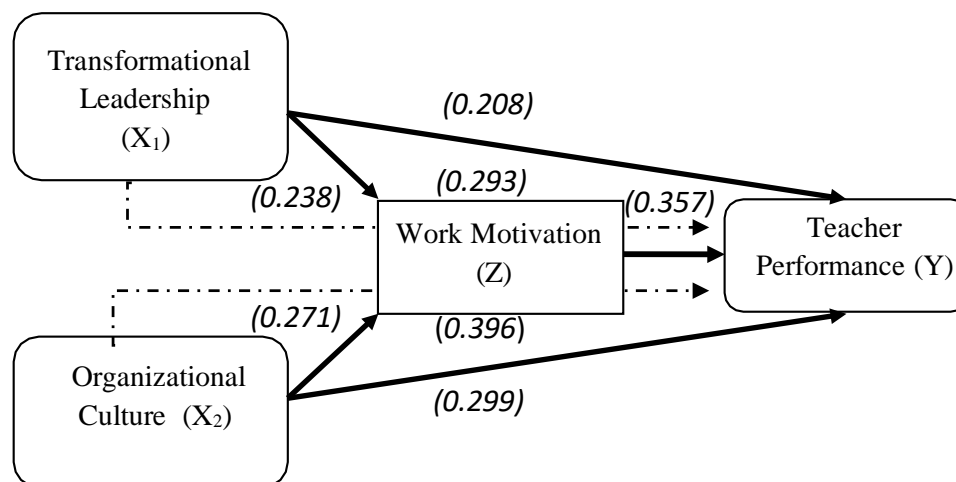 Transformational
Leadership
(X₁)
(0.208)
(0.238)
(0.293)
(0.357)
Work Motivation
(Z)
Teacher
Performance (Y)
(0.271)
(0.396)
(0.299)
Organizational
Culture (X₂)